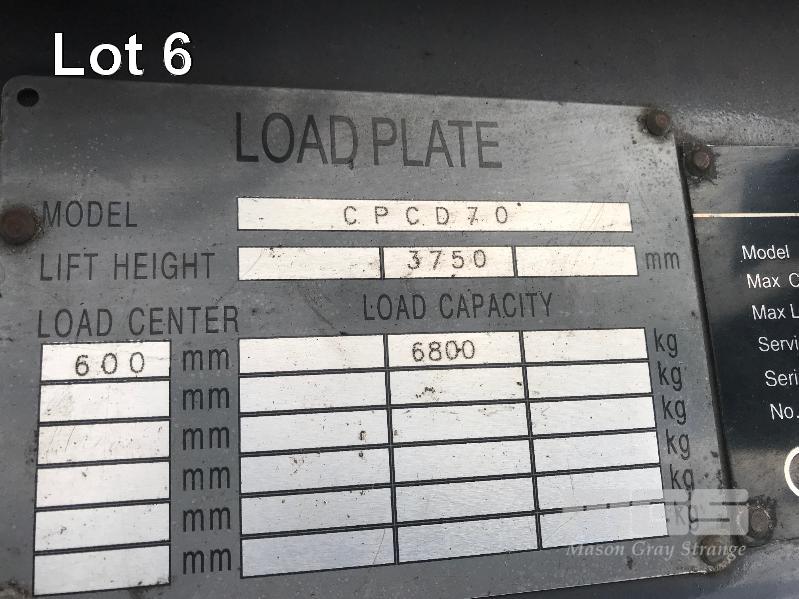 Lot 6
LOAD PLATE
MODEL CPCD70
LIFT HEIGHT 3750 mm
LOAD CENTER LOAD CAPACITY
600 mm 6800 kg
mm kg
mm kg
mm kg
mm kg
mm kg
Model
Max C
Max L
Servi
Seri
No.
Mason Gray Strange